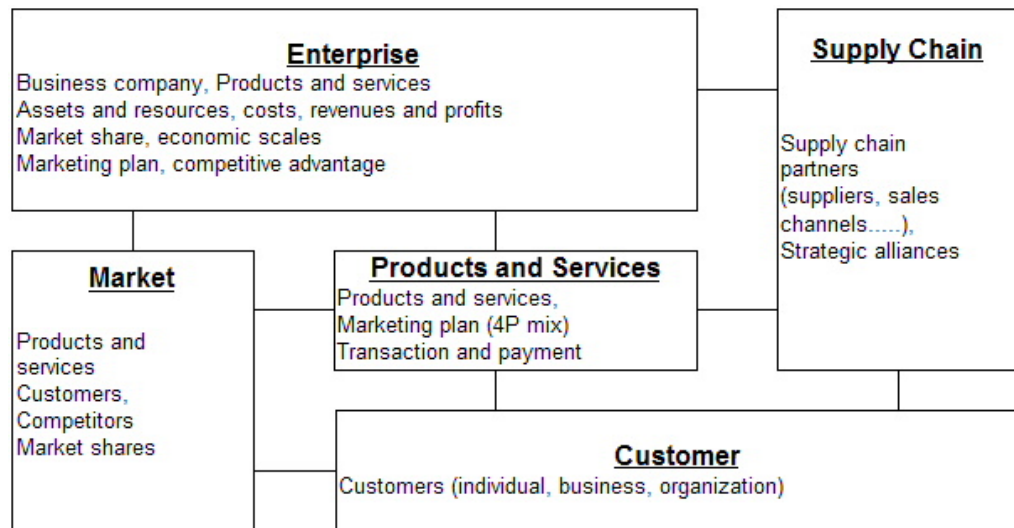 Enterprise
Business company, Products and services
Assets and resources, costs, revenues and profits
Market share, economic scales
Marketing plan, competitive advantage
Supply Chain
Supply chain
partners
(suppliers, sales
channels.....),
Strategic alliances
Market
Products and
services
Customers,
Competitors
Market shares
Products and Services
Products and services,
Marketing plan (4P mix)
Transaction and payment
Customer
Customers (individual, business, organization)